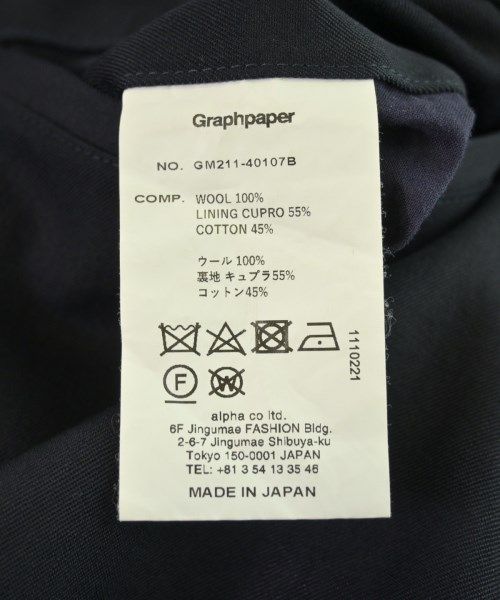 Graphpaper
NO. GM211-40107B
COMP. WOOL 100%
LINING CUPRO 55%
COTTON 45%
ウール 100%
裏地 キュプラ55%
コットン45%
F W
1110221
alpha co ltd.
6F Jingumae FASHION Bldg.
2-6-7 Jingumae Shibuya-ku
Tokyo 150-0001 JAPAN
TEL: +81 3 54 13 35 46
MADE IN JAPAN